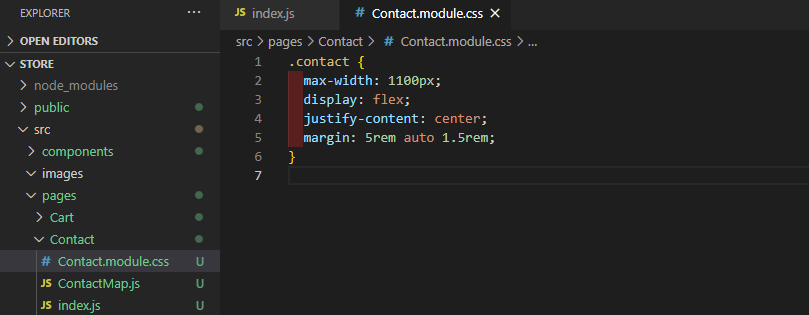 EXPLORER ...
OPEN EDITORS
STORE
node_modules
public
src
components
images
pages
Cart
Contact
# Contact.module.css U
JS ContactMap.js U
JS index.js U
JS index.js # Contact.module.css ×
src > pages > Contact > # Contact.module.css > ...
1 .contact {
2   max-width: 1100px;
3   display: flex;
4   justify-content: center;
5   margin: 5rem auto 1.5rem;
6 }
7